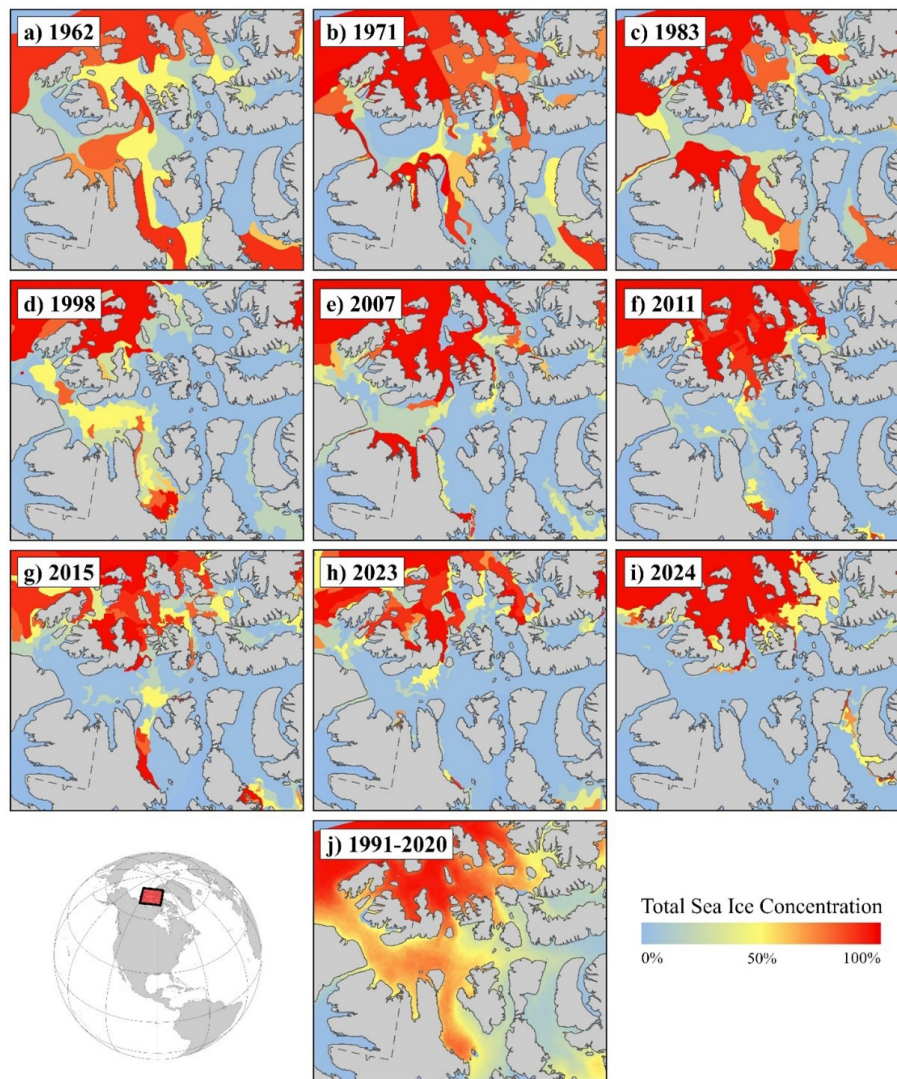 a) 1962
b) 1971
c) 1983
d) 1998
e) 2007
f) 2011
g) 2015
h) 2023
i) 2024
j) 1991-2020
Total Sea Ice Concentration
0% 50% 100%